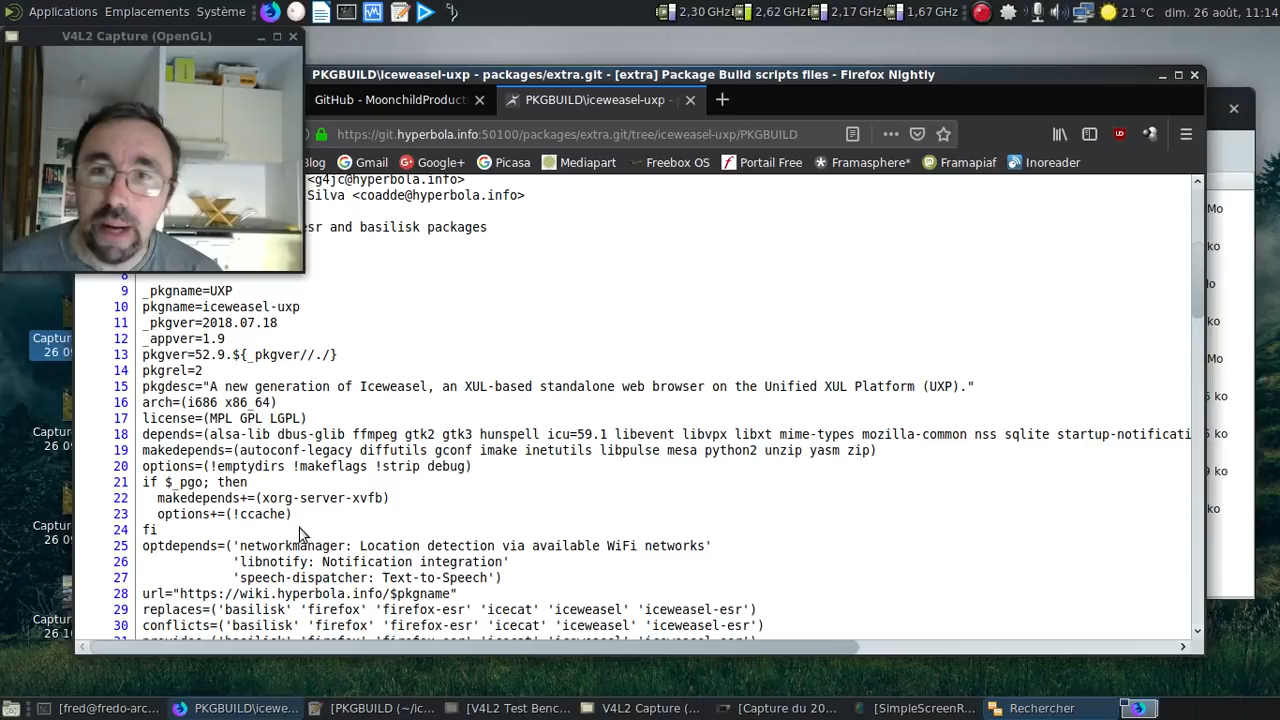 Applications Emplacements Système
2,30 GHz 2,62 GHz 2,17 GHz 1,67 GHz 21 °C dim. 26 août, 11:14
V4L2 Capture (OpenGL)
PKGBUILD\iceweasel-uxp - packages/extra.git - [extra] Package Build scripts files - Firefox Nightly
GitHub - MoonchildProduct
PKGBUILD\iceweasel-uxp -
https://git.hyperbola.info:50100/packages/extra.git/tree/iceweasel-uxp/PKGBUILD
Blog Gmail Google+ Picasa Mediapart Freebox OS Portail Free Framasphere* Framapiaf Inoreader
<g4jc@hyperbola.info>
Silva <coadde@hyperbola.info>
esr and basilisk packages
8
9 _pkgname=UXP
10 pkgname=iceweasel-uxp
11 _pkgver=2018.07.18
12 _appver=1.9
13 pkgver=52.9.${_pkgver//./}
14 pkgrel=2
15 pkgdesc="A new generation of Iceweasel, an XUL-based standalone web browser on the Unified XUL Platform (UXP)."
16 arch=(i686 x86_64)
17 license=(MPL GPL LGPL)
18 depends=(alsa-lib dbus-glib ffmpeg gtk2 gtk3 hunspell icu=59.1 libevent libvpx libxt mime-types mozilla-common nss sqlite startup-notificati
19 makedepends=(autoconf-legacy diffutils gconf imake inetutils libpulse mesa python2 unzip yasm zip)
20 options=(!emptydirs !makeflags !strip debug)
21 if $_pgo; then
22 makedepends+=(xorg-server-xvfb)
23 options+=(!ccache)
24 fi
25 optdepends=('networkmanager: Location detection via available WiFi networks'
26 'libnotify: Notification integration'
27 'speech-dispatcher: Text-to-Speech')
28 url="https://wiki.hyperbola.info/$pkgname"
29 replaces=('basilisk' 'firefox' 'firefox-esr' 'icecat' 'iceweasel' 'iceweasel-esr')
30 conflicts=('basilisk' 'firefox' 'firefox-esr' 'icecat' 'iceweasel' 'iceweasel-esr')
Captur
26 09
Captur
26 0
Captur
26 0
Captur
26 1
Mo
ko
Mo
ko
ko
ko
[fred@fredo-arc... PKGBUILD\icewe... [PKGBUILD (~/ic... [V4L2 Test Benc... V4L2 Capture (... [Capture du 20... [SimpleScreenR... Rechercher